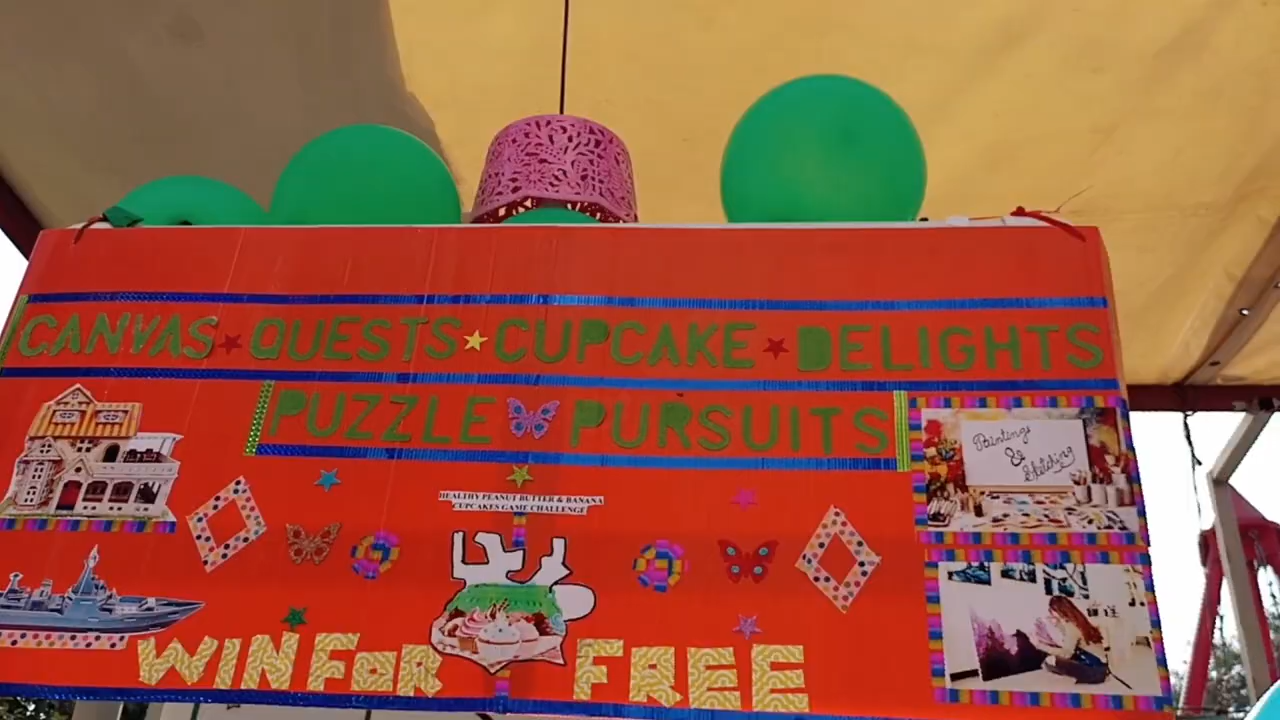 CANVAS QUESTS CUPCAKE DELIGHTS
PUZZLE PURSUITS
Paintings
& Sketching
HEALTHY PEANUT BUTTER & BANANA
CUPCAKES GAME CHALLENGE
WIN FOR FREE